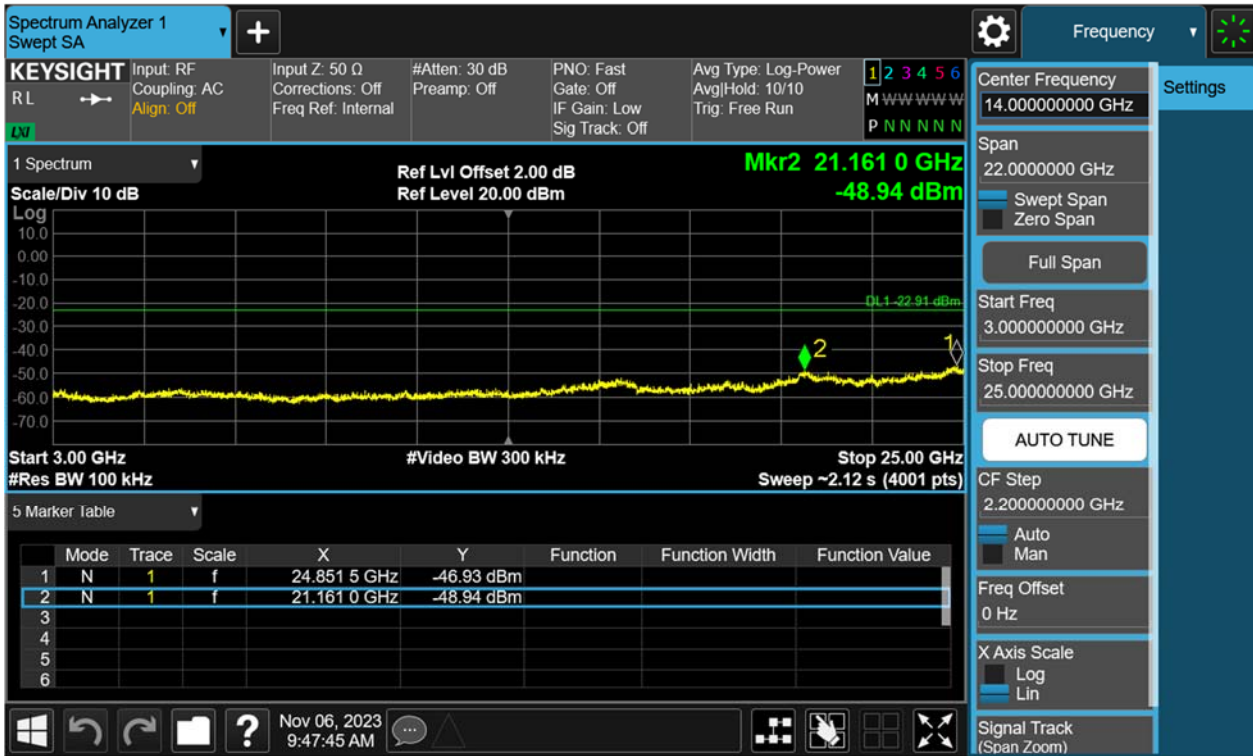 Spectrum Analyzer 1
Swept SA
Frequency
KEYSIGHT
R L
LXI
Input: RF
Coupling: AC
Align: Off
Input Z: 50 Ω
Corrections: Off
Freq Ref: Internal
#Atten: 30 dB
Preamp: Off
PNO: Fast
Gate: Off
IF Gain: Low
Sig Track: Off
Avg Type: Log-Power
Avg|Hold: 10/10
Trig: Free Run
1 2 3 4 5 6
M W W W W W
P N N N N N
1 Spectrum
Scale/Div 10 dB
Ref Lvl Offset 2.00 dB
Ref Level 20.00 dBm
Mkr2 21.161 0 GHz
-48.94 dBm
Log
10.0
0.00
-10.0
-20.0
-30.0
-40.0
-50.0
-60.0
-70.0
DL1 -22.91 dBm
2
1
Start 3.00 GHz
#Res BW 100 kHz
#Video BW 300 kHz
Stop 25.00 GHz
Sweep ~2.12 s (4001 pts)
5 Marker Table
Mode Trace Scale X Y Function Function Width Function Value
1 N 1 f 24.851 5 GHz -46.93 dBm
2 N 1 f 21.161 0 GHz -48.94 dBm
3
4
5
6
Nov 06, 2023
9:47:45 AM
Center Frequency
14.000000000 GHz
Span
22.0000000 GHz
Swept Span
Zero Span
Full Span
Start Freq
3.000000000 GHz
Stop Freq
25.000000000 GHz
AUTO TUNE
CF Step
2.200000000 GHz
Auto
Man
Freq Offset
0 Hz
X Axis Scale
Log
Lin
Signal Track
(Span Zoom)
Settings